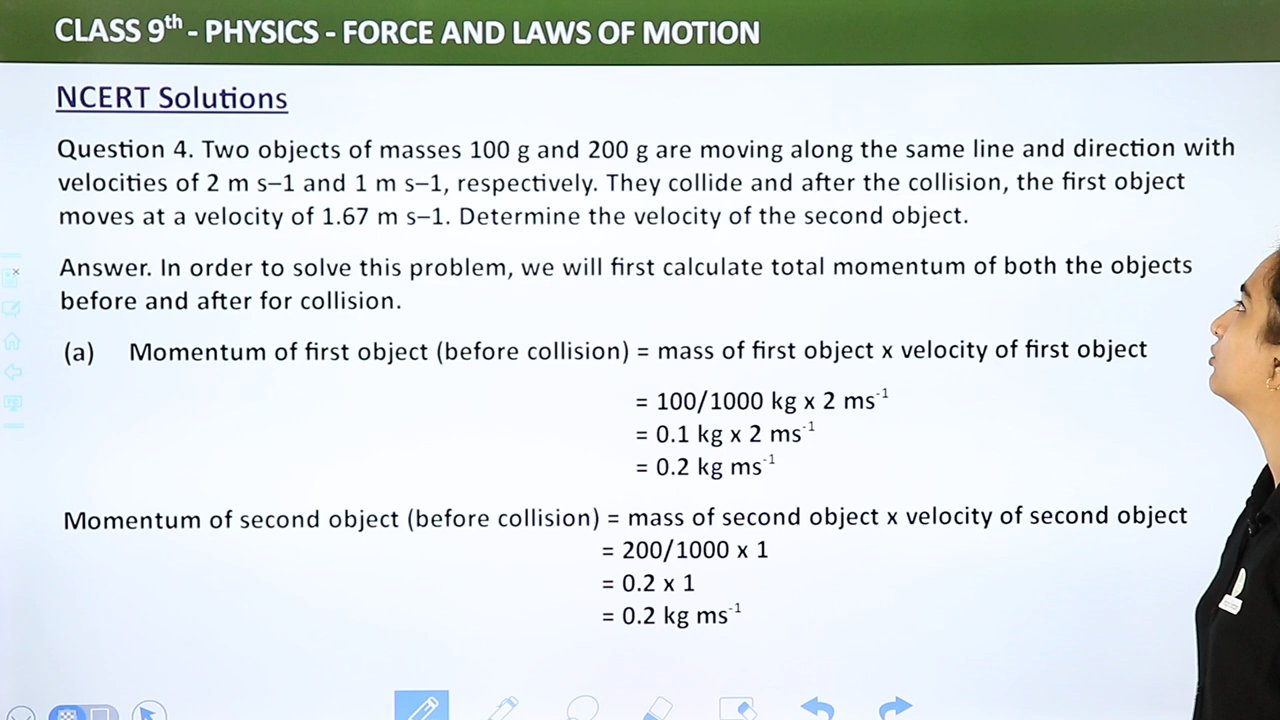 CLASS 9th - PHYSICS - FORCE AND LAWS OF MOTION
NCERT Solutions
Question 4. Two objects of masses 100 g and 200 g are moving along the same line and direction with
velocities of 2 m s–1 and 1 m s–1, respectively. They collide and after the collision, the first object
moves at a velocity of 1.67 m s–1. Determine the velocity of the second object.
Answer. In order to solve this problem, we will first calculate total momentum of both the objects
before and after for collision.
(a) Momentum of first object (before collision) = mass of first object x velocity of first object
= 100/1000 kg x 2 ms⁻¹
= 0.1 kg x 2 ms⁻¹
= 0.2 kg ms⁻¹
Momentum of second object (before collision) = mass of second object x velocity of second object
= 200/1000 x 1
= 0.2 x 1
= 0.2 kg ms⁻¹